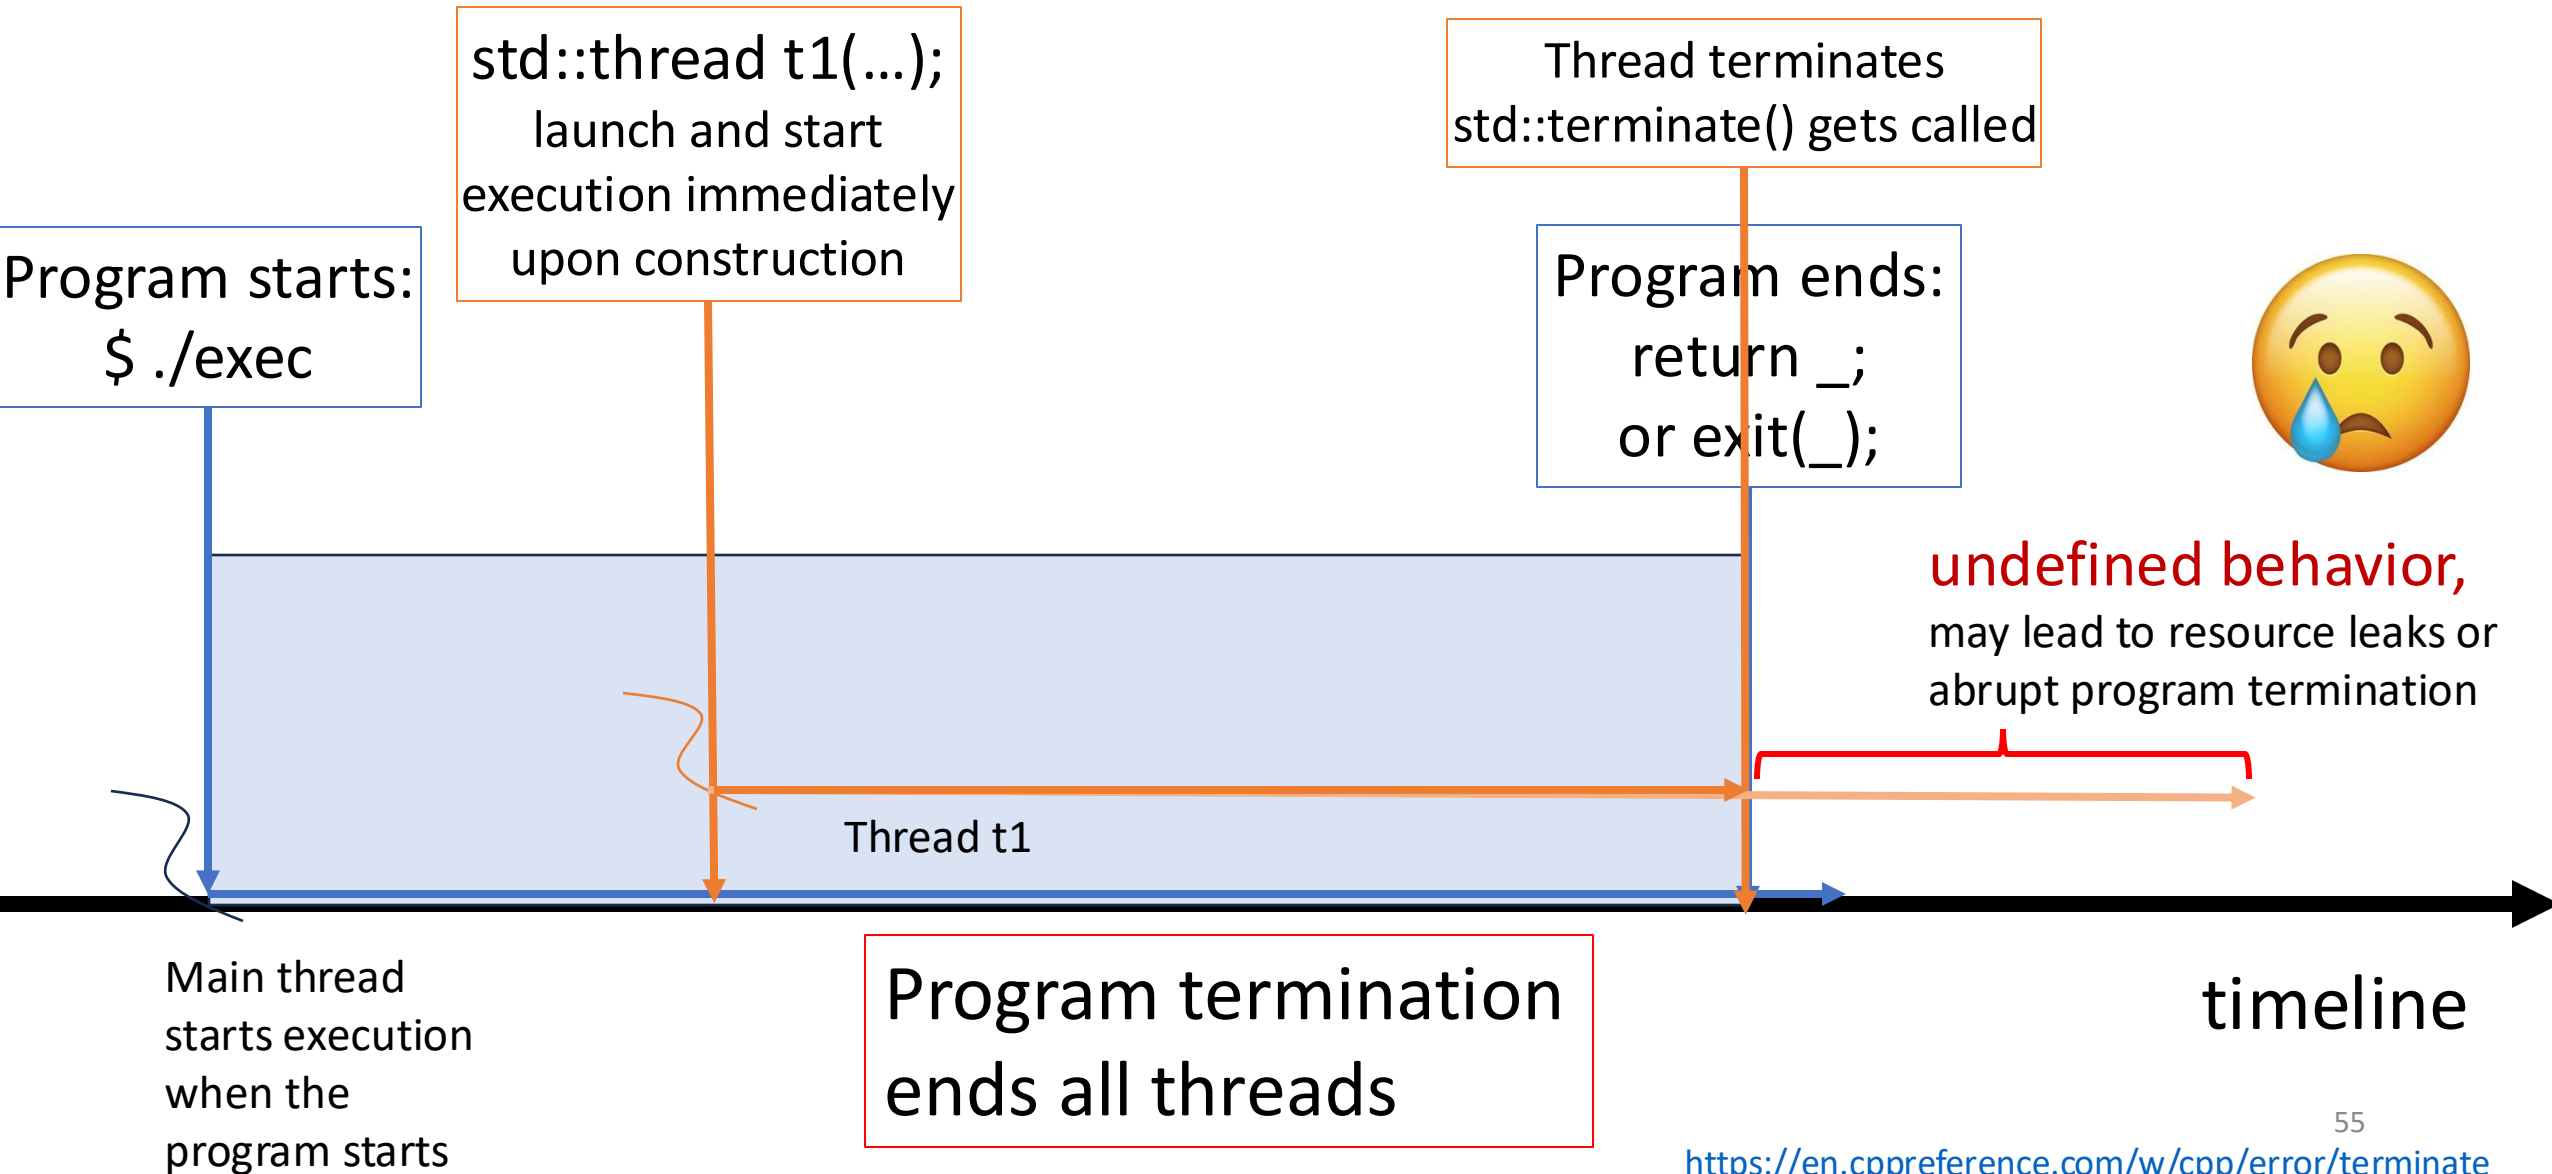 std::thread t1(...);
launch and start
execution immediately
upon construction
Thread terminates
std::terminate() gets called
Program starts:
$ ./exec
Program ends:
return _;
or exit(_);
undefined behavior,
may lead to resource leaks or
abrupt program termination
Thread t1
Main thread
starts execution
when the
program starts
Program termination
ends all threads
timeline
55
https://en.cppreference.com/w/cpp/error/terminate